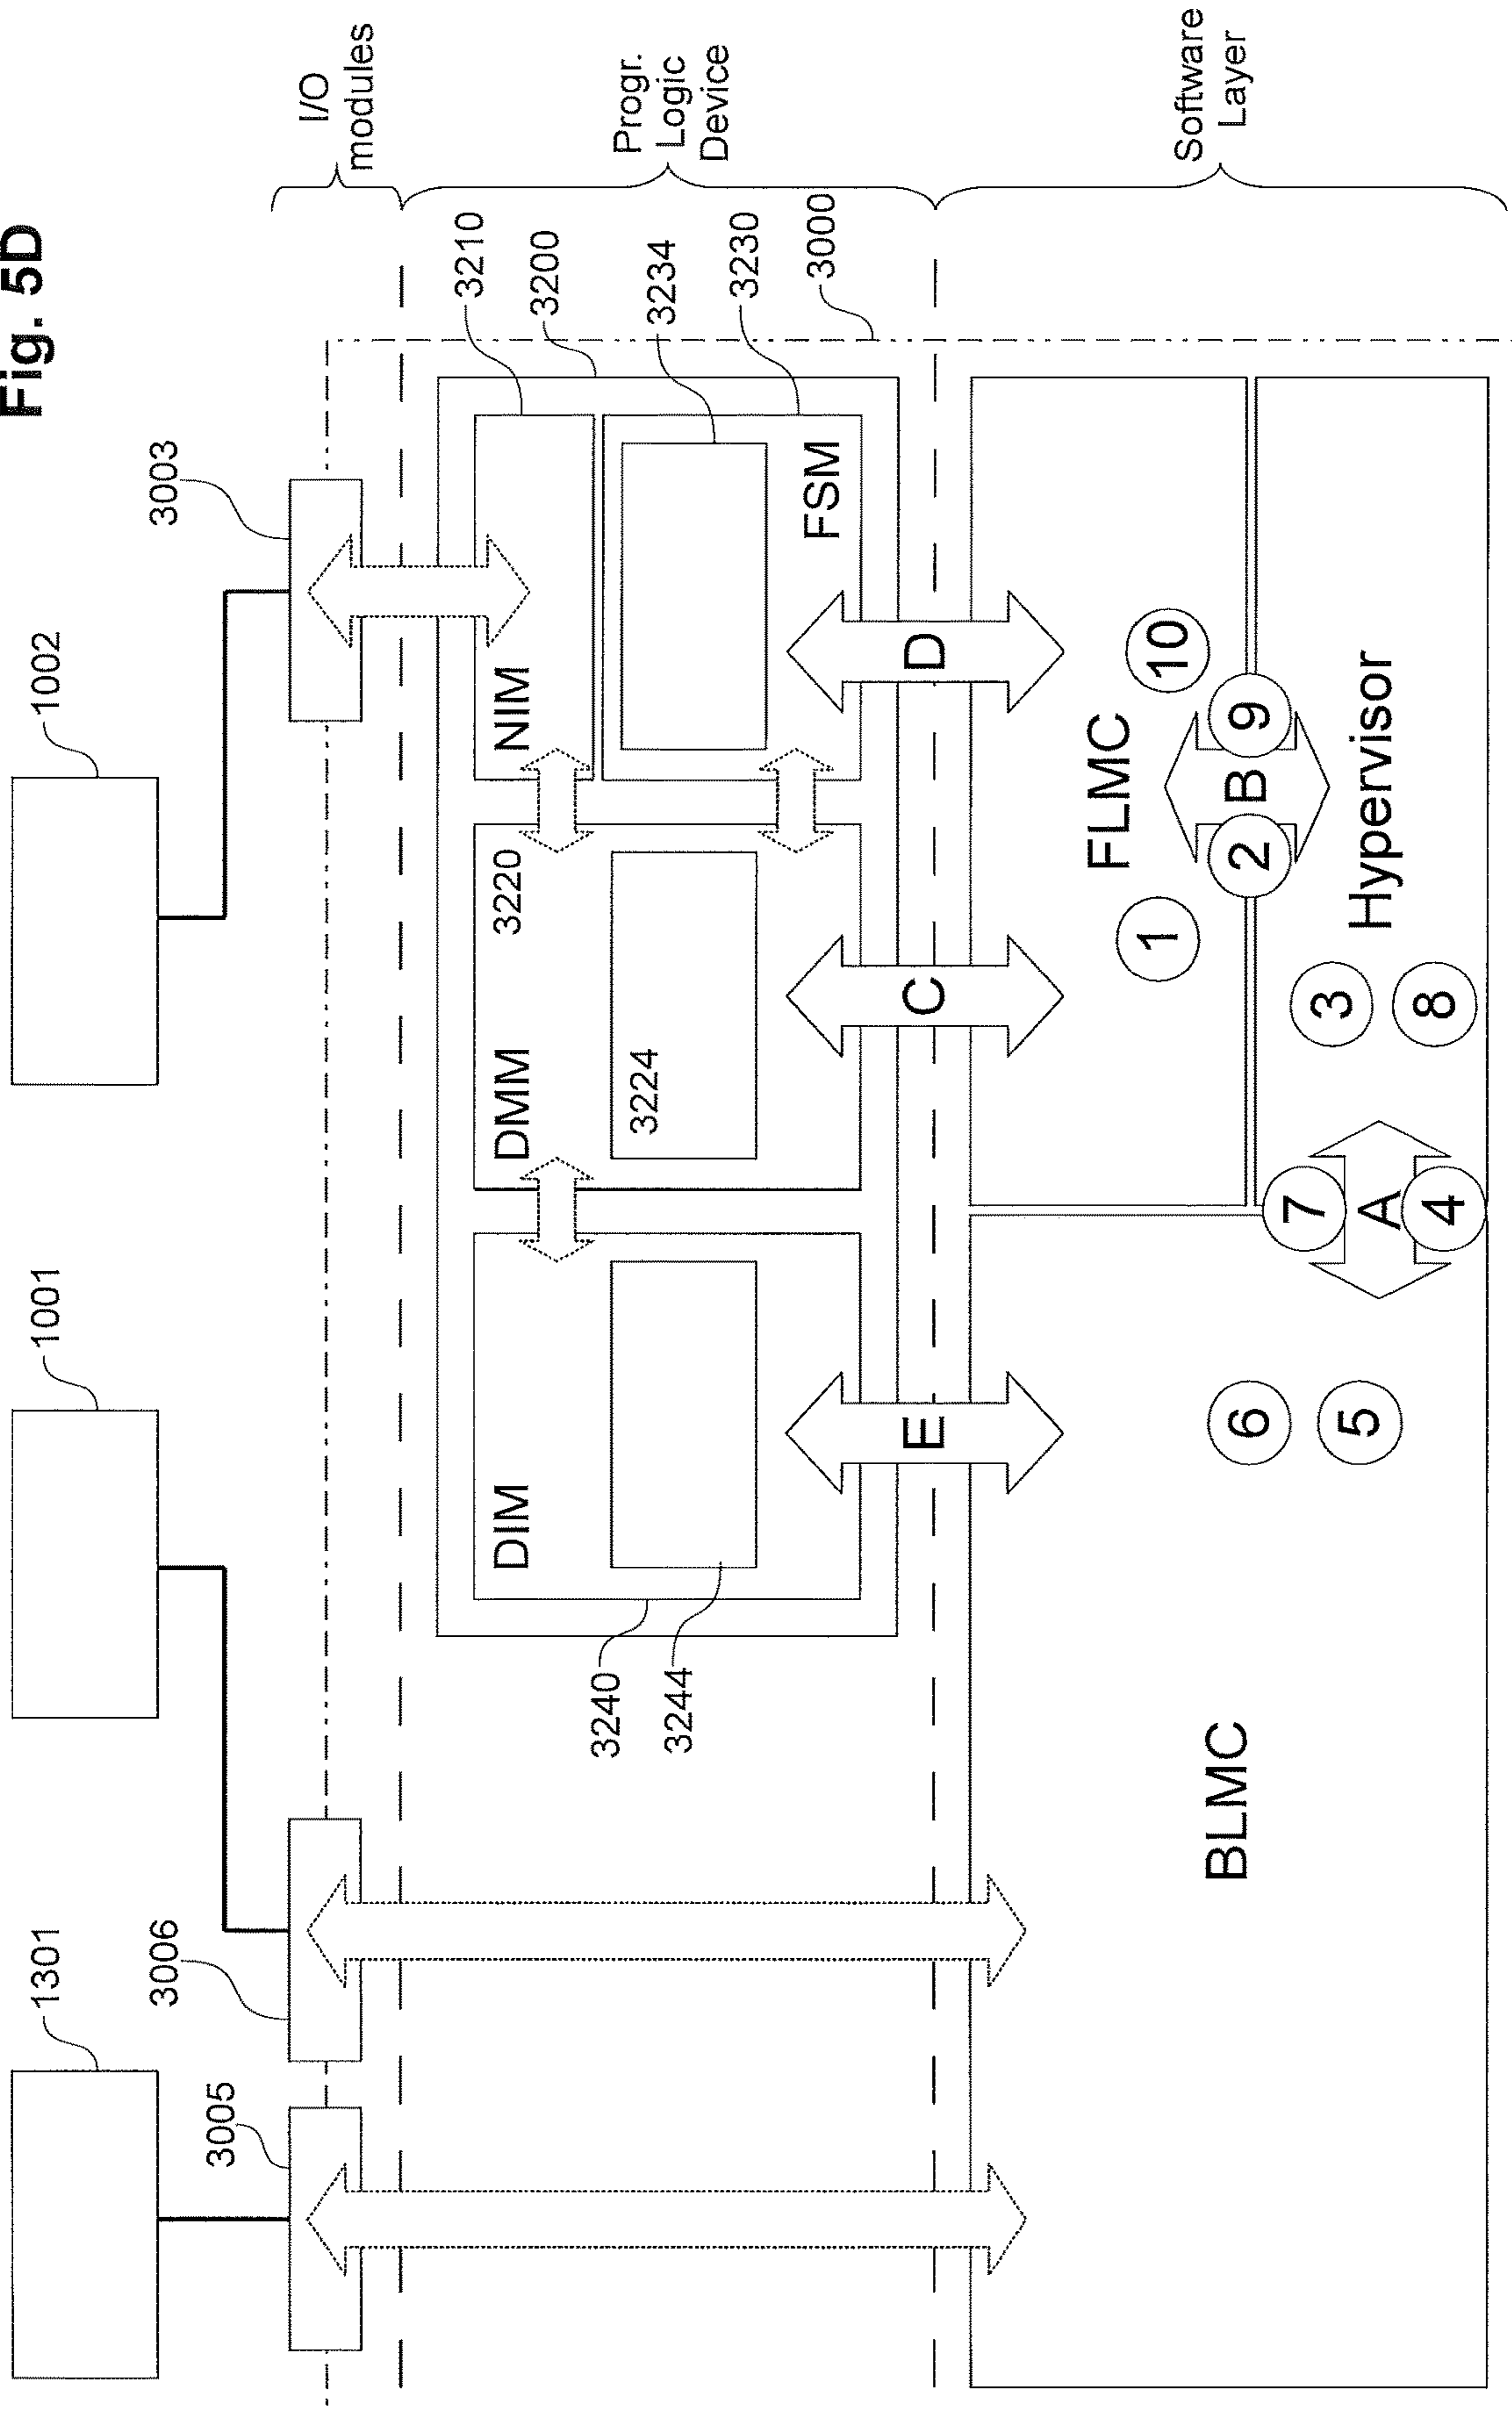 Fig. 5D
1301
1001
1002
3005
3006
3003
I/O
modules
3210
3200
3234
3230
3000
3240
3244
DIM
DMM
3220
3224
NIM
FSM
Progr.
Logic
Device
E
C
D
BLMC
6
5
7
A
4
FLMC
1
10
2
B
9
3
8
Hypervisor
Software
Layer